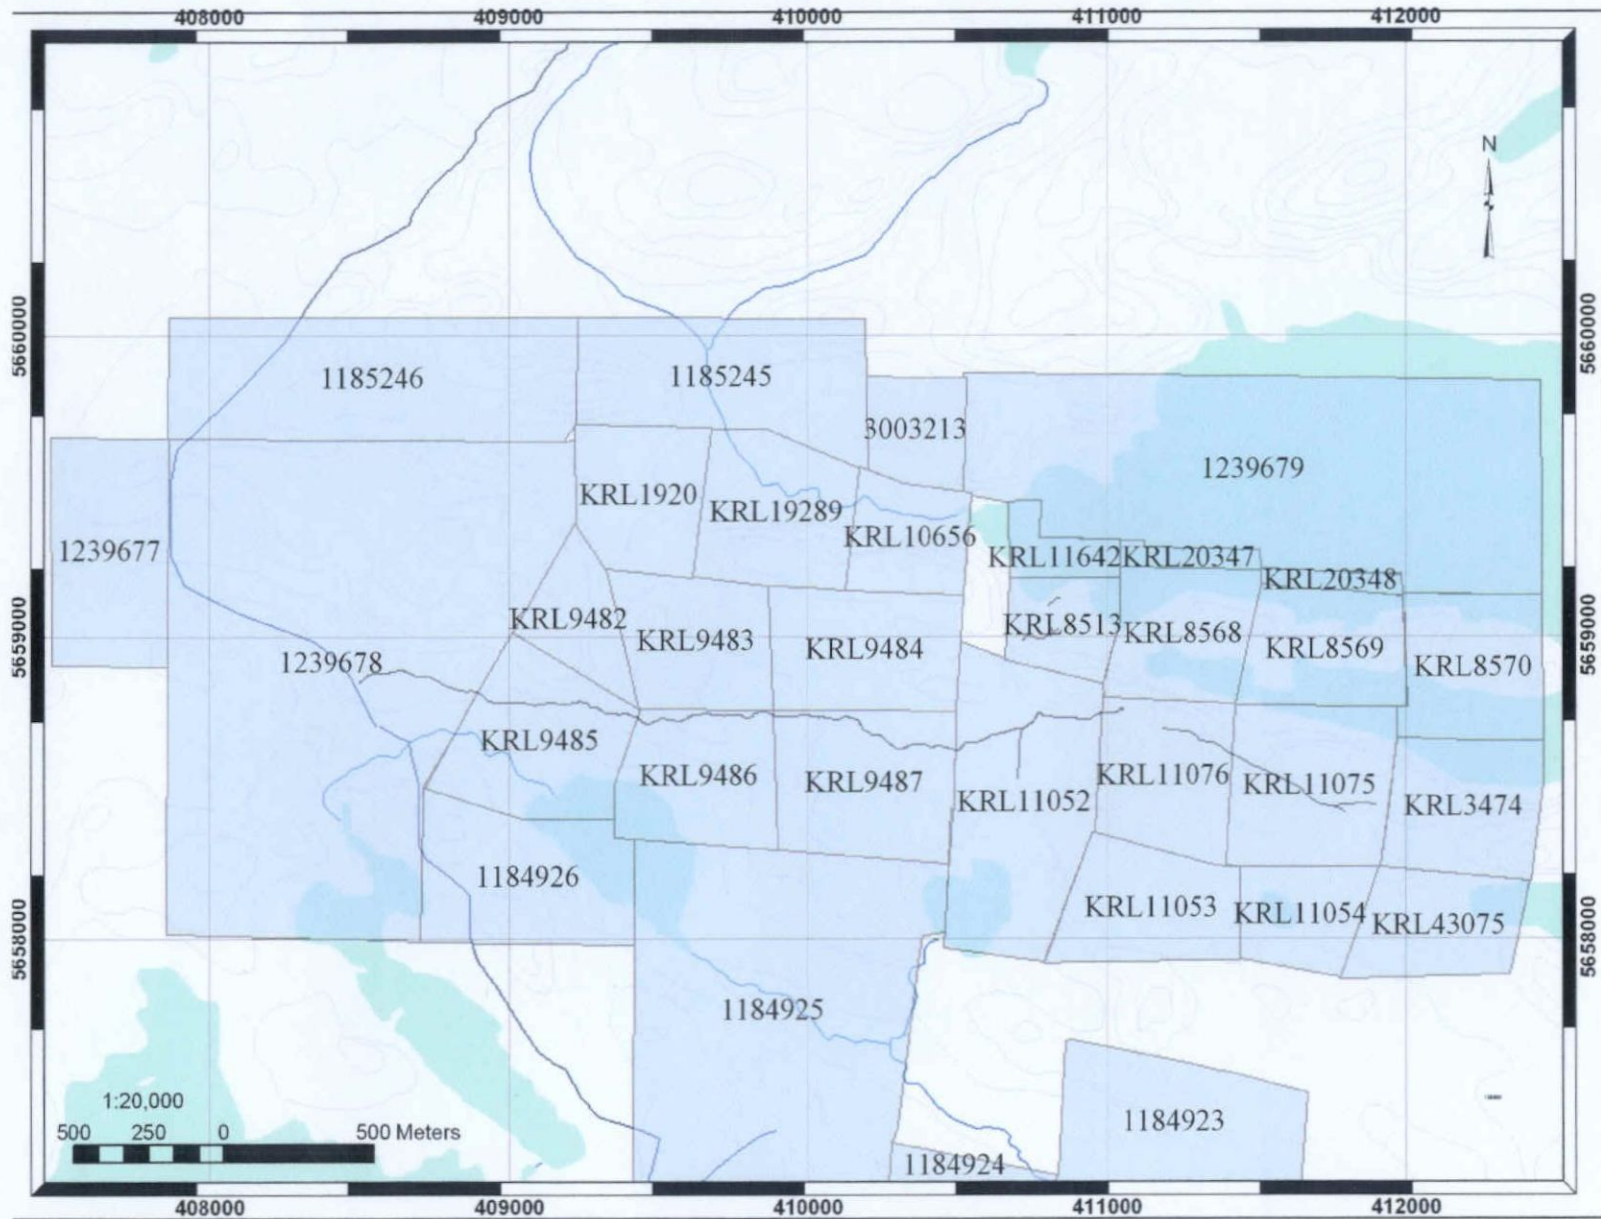 408000 409000 410000 411000 412000
N
5660000 5660000
1185246 1185245
3003213
1239679
KRL1920
KRL19289
KRL10656
1239677
KRL11642 KRL20347
KRL20348
KRL9482
KRL8513
KRL8568
KRL9483 KRL9484
KRL8569
KRL8570
5659000 5659000
1239678
KRL9485
KRL9486 KRL9487
KRL11076
KRL11075
KRL11052
KRL3474
1184926
KRL11053
KRL11054
KRL43075
5658000 5658000
1184925
1:20,000
1184923
500 250 0 500 Meters
1184924
408000 409000 410000 411000 412000